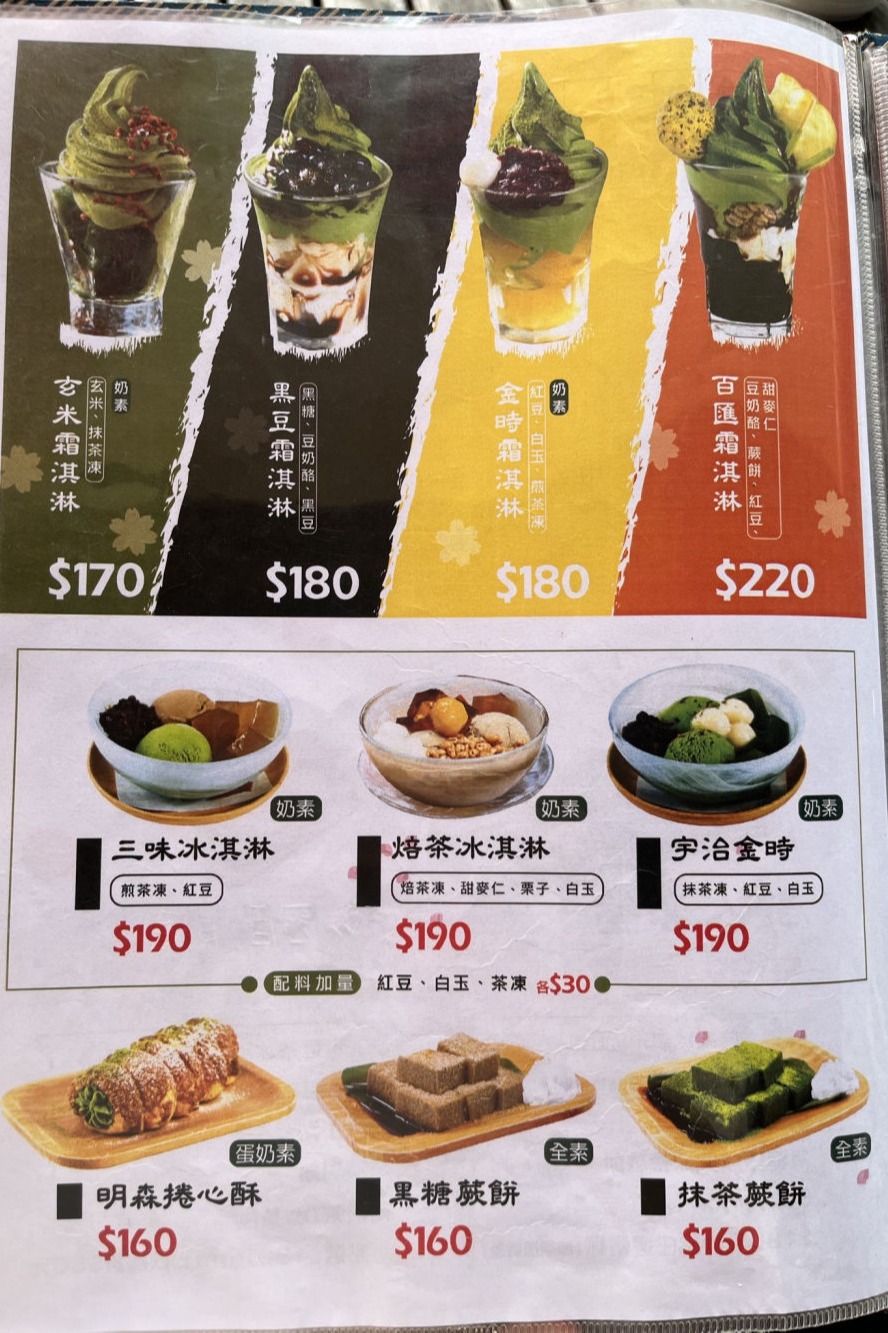 玄米霜淇淋
玄米、抹茶凍
奶素
$170
黑豆霜淇淋
黑糖、豆奶酪、黑豆
$180
金時霜淇淋
紅豆、白玉、煎茶凍
奶素
$180
百匯霜淇淋
豆奶酪、蕨餅、紅豆、
甜麥仁
$220
奶素
三味冰淇淋
煎茶凍、紅豆
$190
奶素
焙茶冰淇淋
焙茶凍、甜麥仁、栗子、白玉
$190
奶素
宇治金時
抹茶凍、紅豆、白玉
$190
配料加量 紅豆、白玉、茶凍 各$30
蛋奶素
明森捲心酥
$160
全素
黑糖蕨餅
$160
全素
抹茶蕨餅
$160